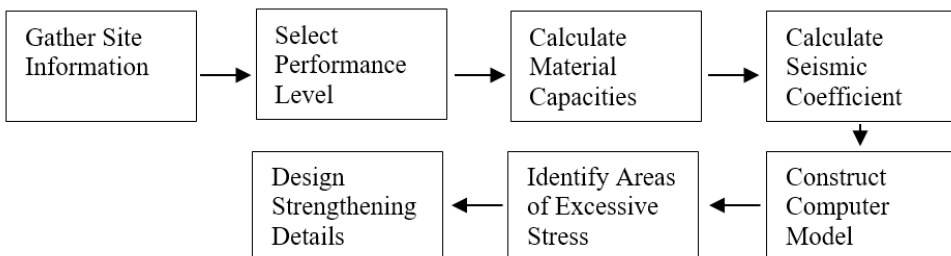 Gather Site
Information
Select
Performance
Level
Calculate
Material
Capacities
Calculate
Seismic
Coefficient
Construct
Computer
Model
Identify Areas
of Excessive
Stress
Design
Strengthening
Details